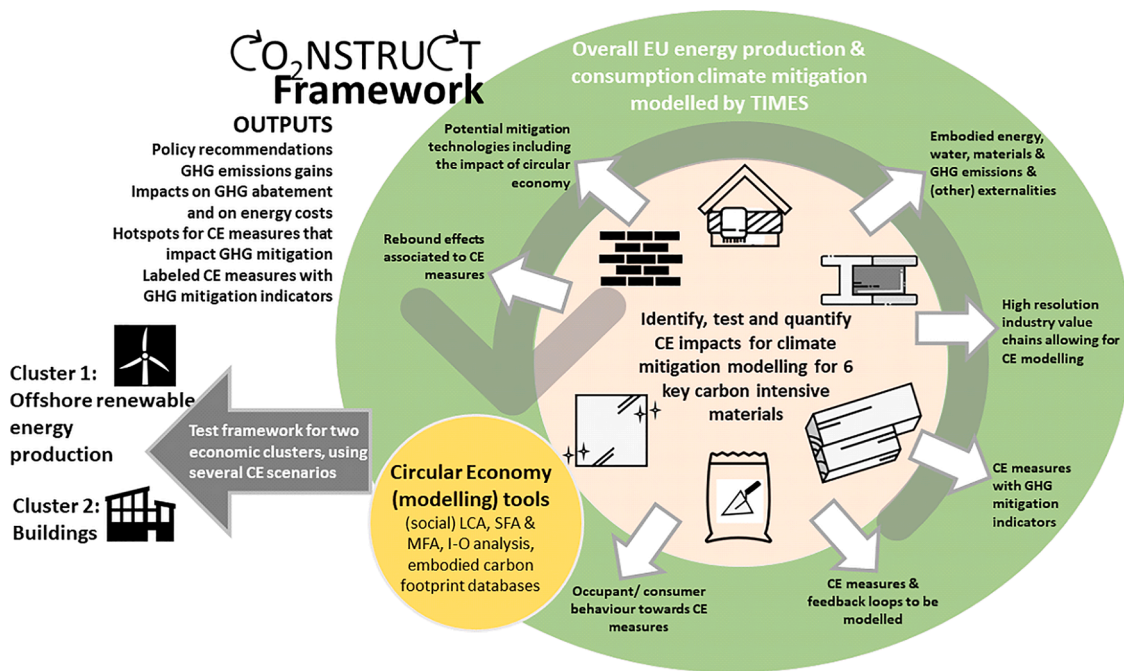 CO₂NSTRUCT
Framework
OUTPUTS
Policy recommendations
GHG emissions gains
Impacts on GHG abatement
and on energy costs
Hotspots for CE measures that
impact GHG mitigation
Labeled CE measures with
GHG mitigation indicators
Cluster 1:
Offshore renewable
energy
production
Cluster 2:
Buildings
Test framework for two
economic clusters, using
several CE scenarios
Circular Economy
(modelling) tools
(social) LCA, SFA &
MFA, I-O analysis,
embodied carbon
footprint databases
Overall EU energy production &
consumption climate mitigation
modelled by TIMES
Potential mitigation
technologies including
the impact of circular
economy
Rebound effects
associated to CE
measures
Identify, test and quantify
CE impacts for climate
mitigation modelling for 6
key carbon intensive
materials
Embodied energy,
water, materials &
GHG emissions &
(other) externalities
High resolution
industry value
chains allowing for
CE modelling
CE measures
with GHG
mitigation
indicators
CE measures &
feedback loops to be
modelled
Occupant/ consumer
behaviour towards CE
measures